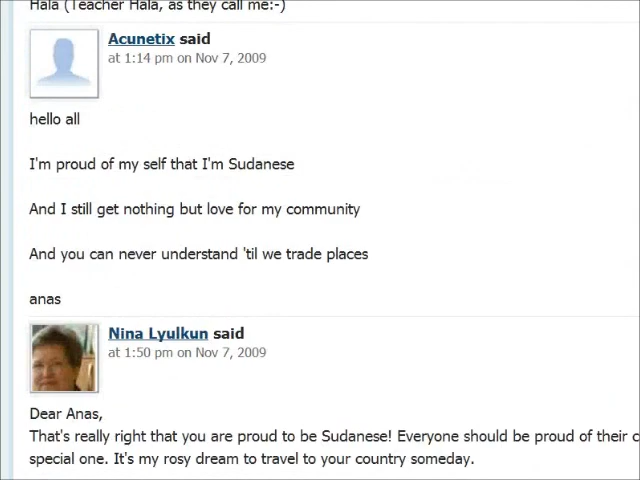 Hala (Teacher Hala, as they call me:-)
Acunetix said
at 1:14 pm on Nov 7, 2009
hello all
I'm proud of my self that I'm Sudanese
And I still get nothing but love for my community
And you can never understand 'til we trade places
anas
Nina Lyulkun said
at 1:50 pm on Nov 7, 2009
Dear Anas,
That's really right that you are proud to be Sudanese! Everyone should be proud of their c
special one. It's my rosy dream to travel to your country someday.